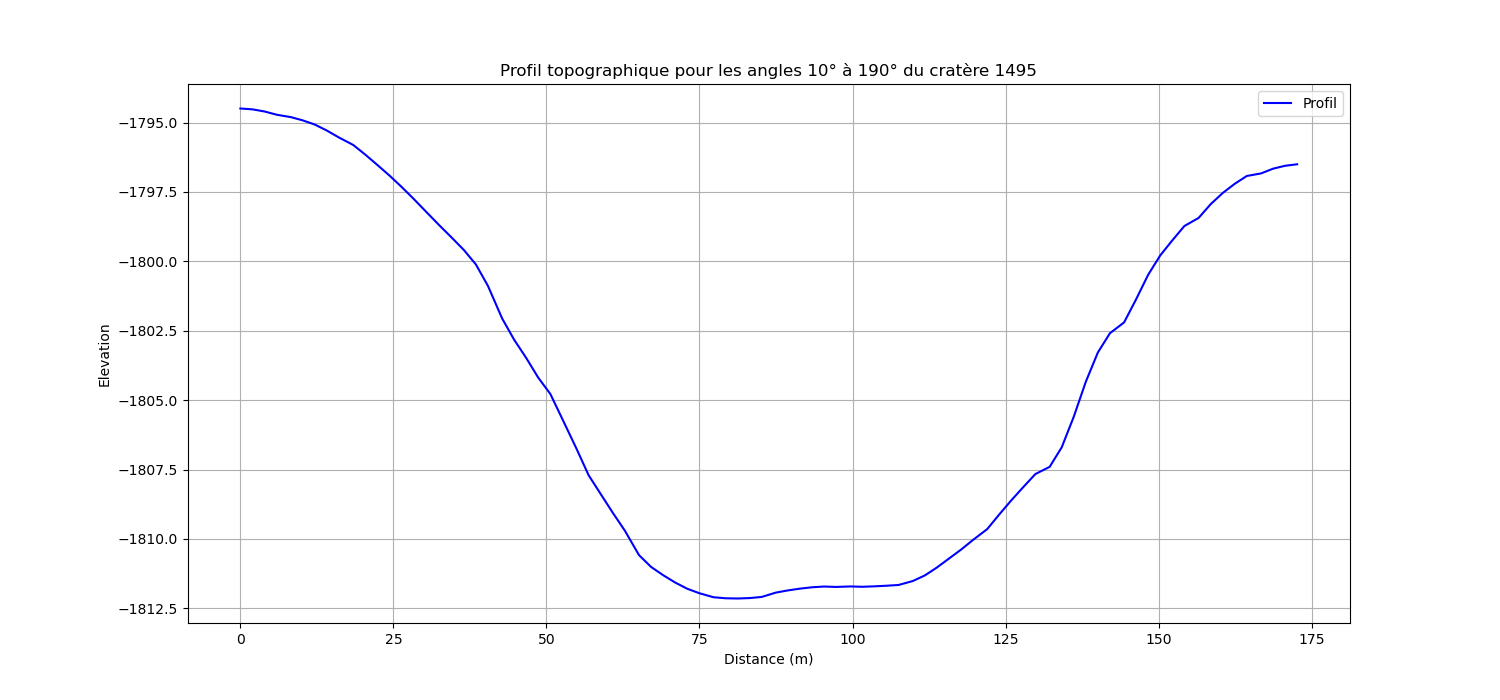 Profil topographique pour les angles 10° à 190° du cratère 1495
Profil
−1795.0
−1797.5
−1800.0
−1802.5
−1805.0
−1807.5
−1810.0
−1812.5
Elevation
0 25 50 75 100 125 150 175
Distance (m)